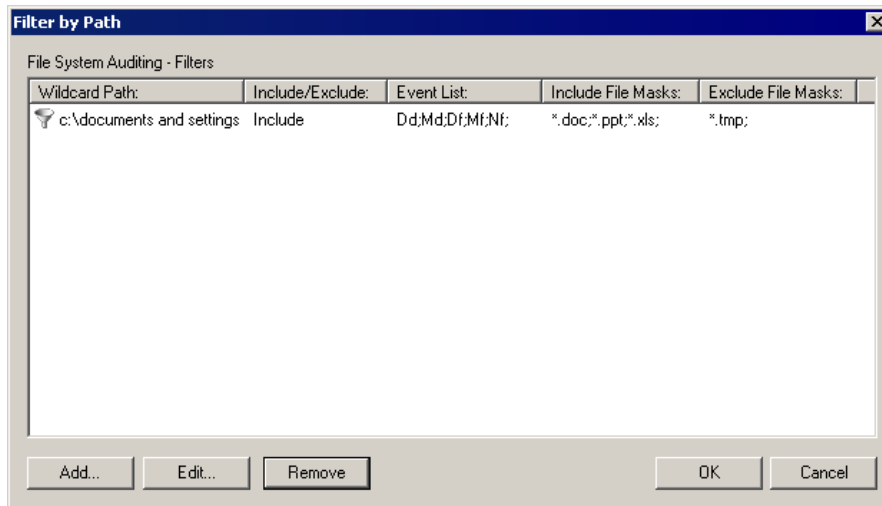 Filter by Path
File System Auditing - Filters
Wildcard Path: Include/Exclude: Event List: Include File Masks: Exclude File Masks:
c:\documents and settings Include Dd;Md;Df;Mf;Nf; *.doc;*.ppt;*.xls; *.tmp;
Add... Edit... Remove OK Cancel